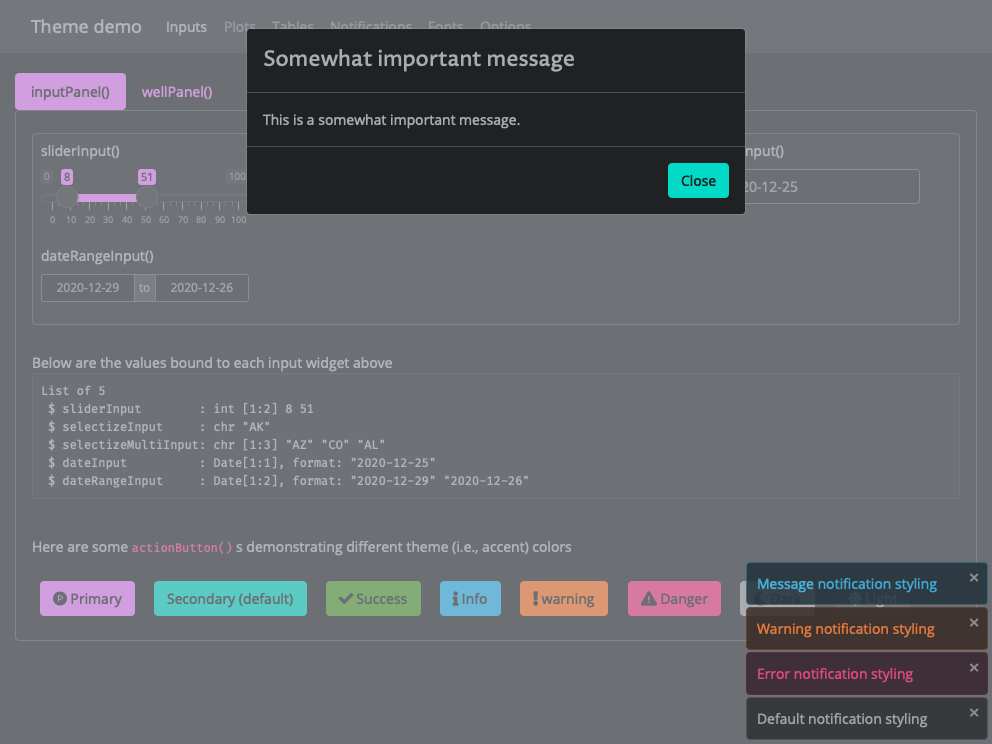 Theme demo Inputs Plots Tables Notifications Fonts Options
Somewhat important message
This is a somewhat important message.
Close
inputPanel() wellPanel()
sliderInput()
0 8 51 100
0 10 20 30 40 50 60 70 80 90 100
nput()
0-12-25
dateRangeInput()
2020-12-29 to 2020-12-26
Below are the values bound to each input widget above
List of 5
$ sliderInput : int [1:2] 8 51
$ selectizeInput : chr "AK"
$ selectizeMultiInput: chr [1:3] "AZ" "CO" "AL"
$ dateInput : Date[1:1], format: "2020-12-25"
$ dateRangeInput : Date[1:2], format: "2020-12-29" "2020-12-26"
Here are some actionButton() s demonstrating different theme (i.e., accent) colors
Primary Secondary (default) Success Info warning Danger Dark Light
Message notification styling ×
Warning notification styling ×
Error notification styling ×
Default notification styling ×